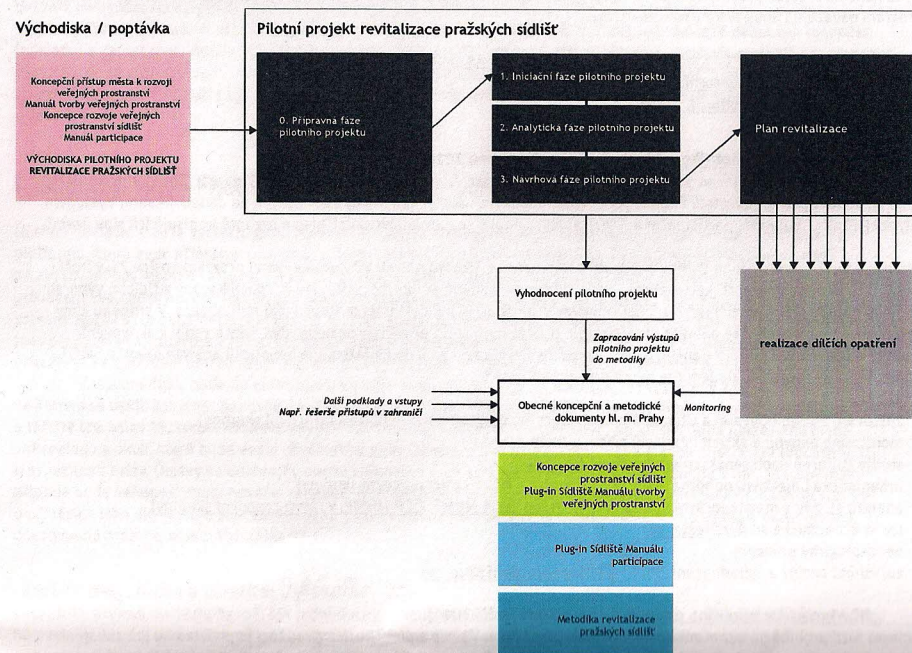 Východiska / poptávka
Pilotní projekt revitalizace pražských sídlišť
Koncepční přístup města k rozvoji
veřejných prostranství
Manuál tvorby veřejných prostranství
Koncepce rozvoje veřejných
prostranství sídlišť
Manuál participace
VÝCHODISKA PILOTNÍHO PROJEKTU
REVITALIZACE PRAŽSKÝCH SÍDLIŠŤ
0. Přípravná fáze
pilotního projektu
1. Iniciační fáze pilotního projektu
2. Analytická fáze pilotního projektu
3. Návrhová fáze pilotního projektu
Plan revitalizace
Vyhodnocení pilotního projektu
Zapracování výstupů
pilotního projektu
do metodiky
realizace dílčích opatření
Další podklady a vstupy
Např. řešerše přístupů v zahraničí
Obecné koncepční a metodické
dokumenty hl. m. Prahy
Monitoring
Koncepce rozvoje veřejných
prostranství sídlišť
Plug-in Sídliště Manuálu tvorby
veřejných prostranství
Plug-in Sídliště Manuálu
participace
Metodika revitalizace
pražských sídlišť